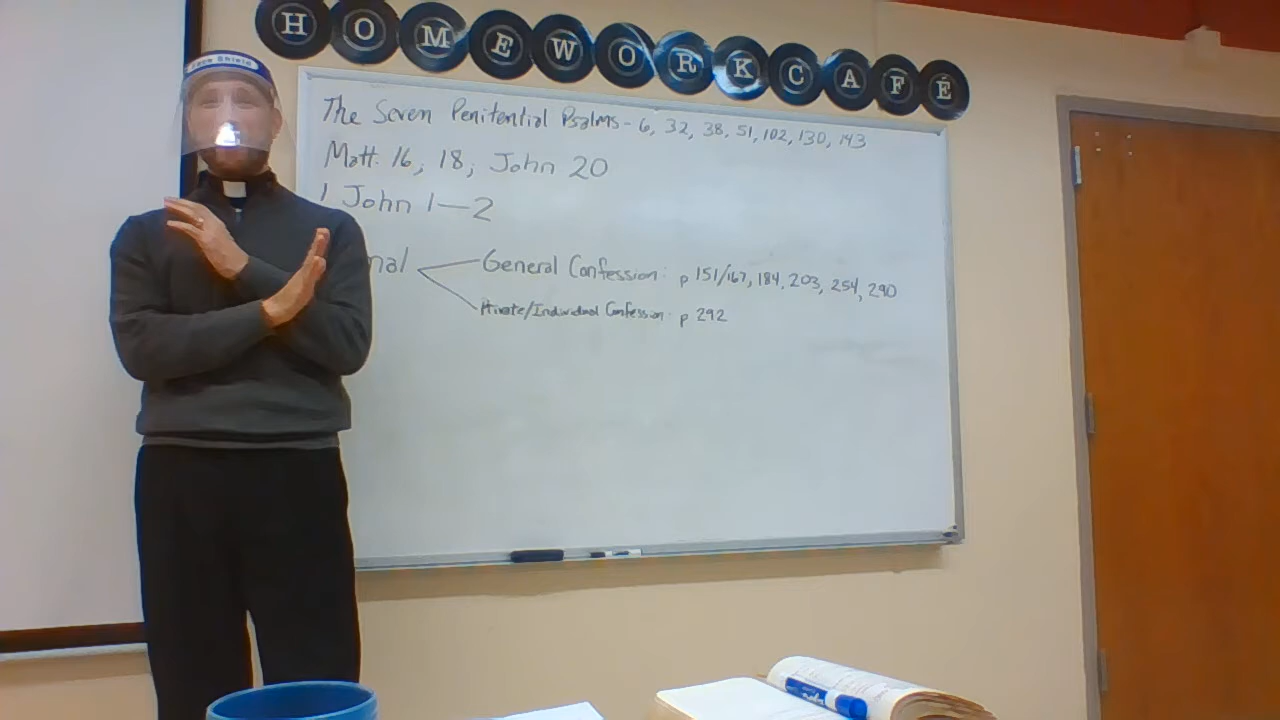 HOMEWORKCAFÉ
Face Shield
The Seven Penitential Psalms - 6, 32, 38, 51, 102, 130, 143
Matt. 16, 18; John 20
1 John 1-2
nal
General Confession: p 151/167, 184, 203, 254, 290
Private/Individual Confession: p 292